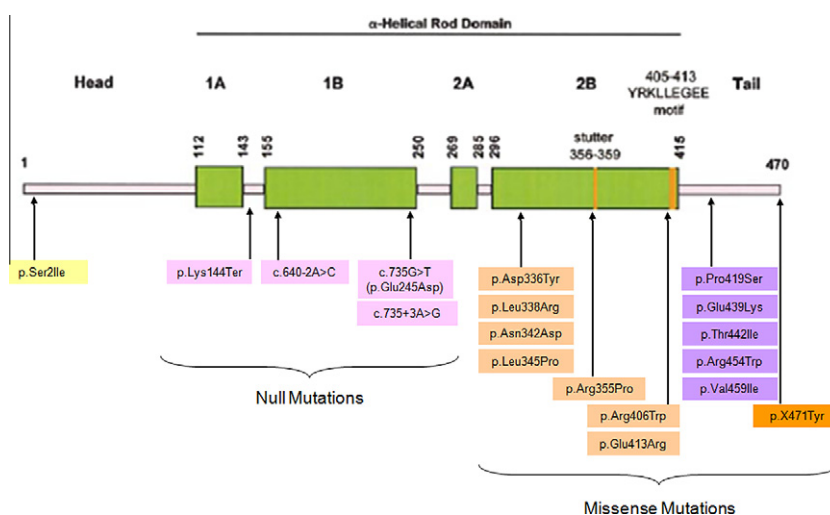 α-Helical Rod Domain
Head
1A
1B
2A
2B
405-413
YRKLLEGEE
motif
Tail
stutter
356-359
1
112
143
155
250
269
285
296
415
470
p.Ser2Ile
p.Lys144Ter
c.640-2A>C
c.735G>T
(p.Glu245Asp)
c.735+3A>G
p.Asp336Tyr
p.Leu338Arg
p.Asn342Asp
p.Leu345Pro
p.Arg355Pro
p.Arg406Trp
p.Glu413Arg
p.Pro419Ser
p.Glu439Lys
p.Thr442Ile
p.Arg454Trp
p.Val459Ile
p.X471Tyr
Null Mutations
Missense Mutations